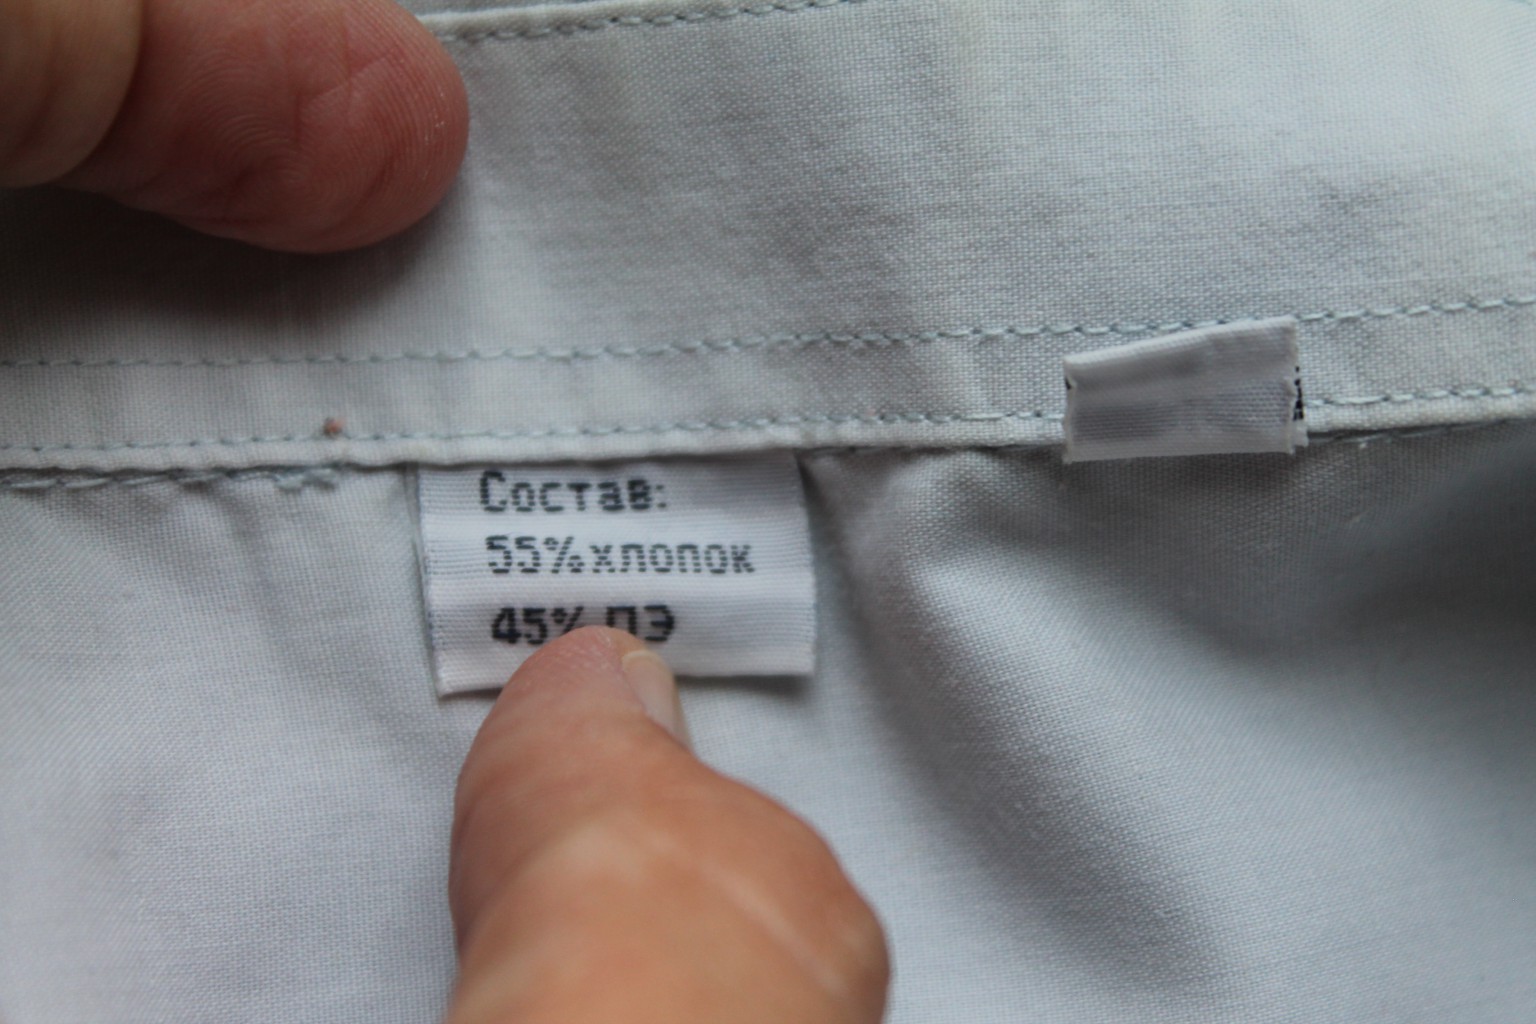 Состав:
55% хлопок
45% ПЭ